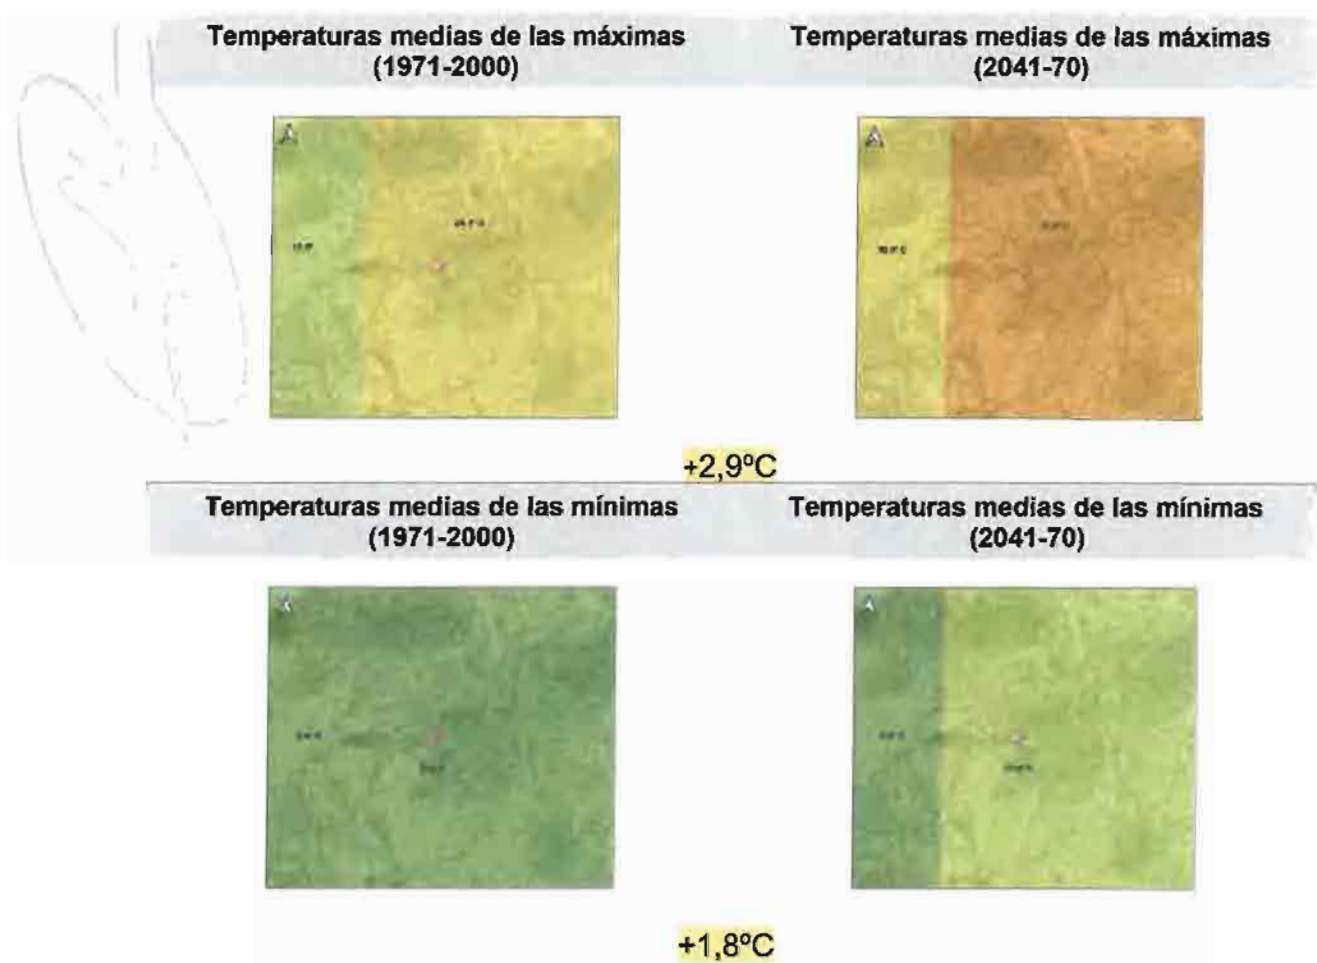 Temperaturas medias de las máximas
(1971-2000)
Temperaturas medias de las máximas
(2041-70)
+2,9ºC
Temperaturas medias de las mínimas
(1971-2000)
Temperaturas medias de las mínimas
(2041-70)
+1,8ºC